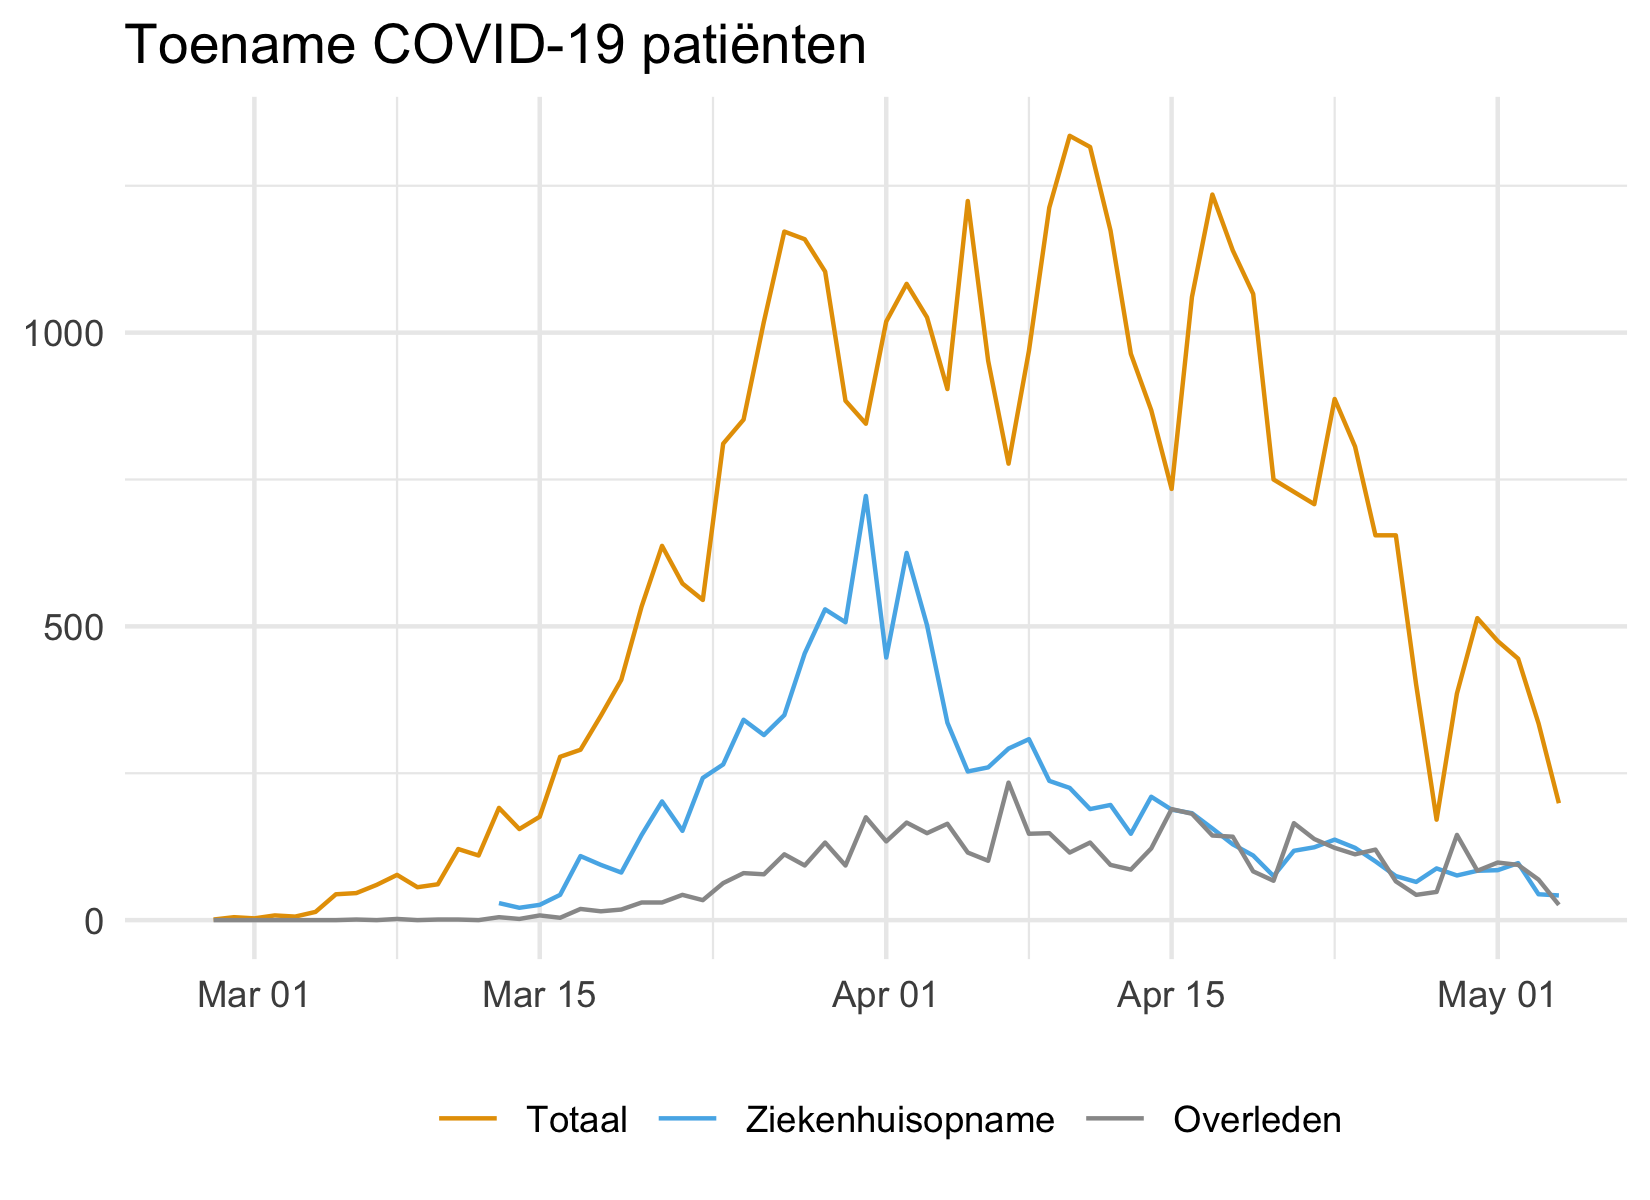 Toename COVID-19 patiënten
1000
500
0
Mar 01 Mar 15 Apr 01 Apr 15 May 01
Totaal Ziekenhuisopname Overleden